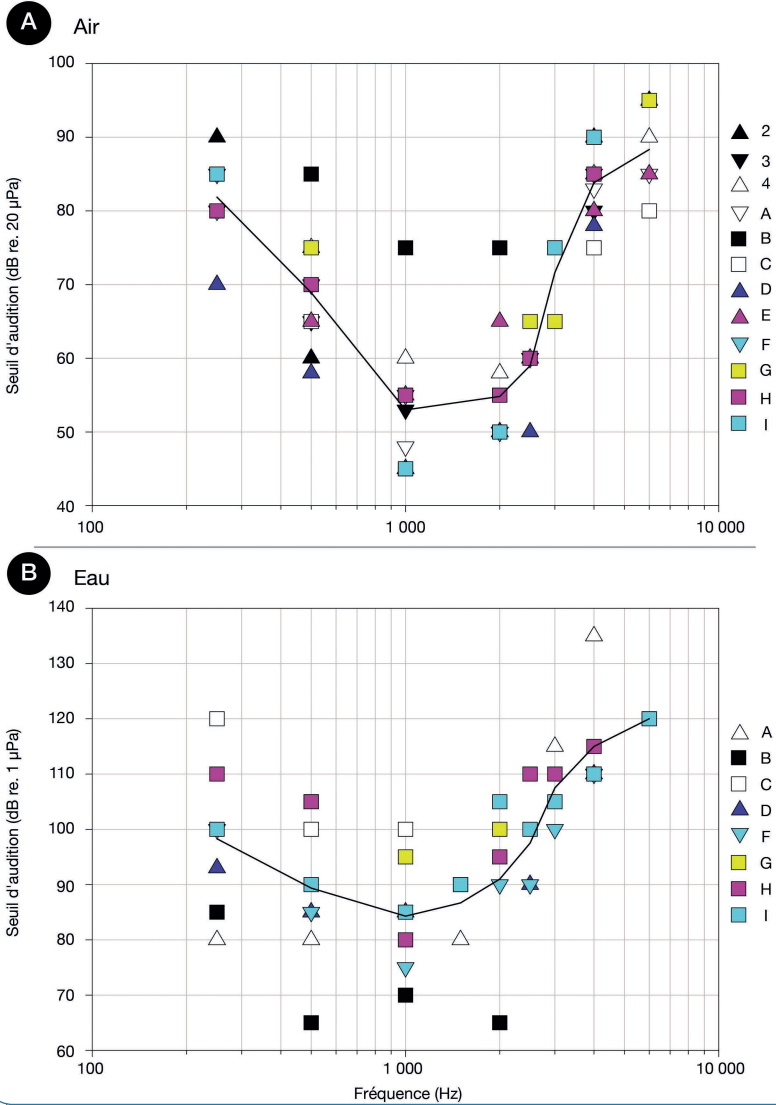 A Air
Seuil d'audition (dB re. 20 µPa)
100
90
80
70
60
50
40
100
1 000
10 000
2
3
4
A
B
C
D
E
F
G
H
I
B Eau
Seuil d'audition (dB re. 1 µPa)
140
130
120
110
100
90
80
70
60
100
1 000
10 000
Fréquence (Hz)
A
B
C
D
F
G
H
I